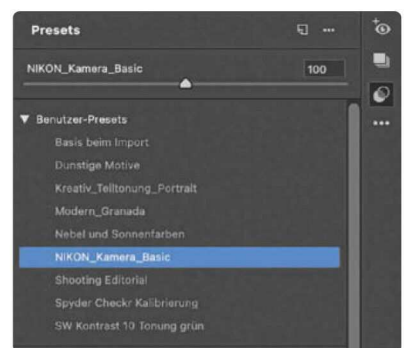 Presets
NIKON_Kamera_Basic 100
Benutzer-Presets
Basis beim Import
Dunstige Motive
Kreativ_Teiltonung_Portrait
Modern_Granada
Nebel und Sonnenfarben
NIKON_Kamera_Basic
Shooting Editorial
Spyder Checkr Kalibrierung
SW Kontrast 10 Tonung grün